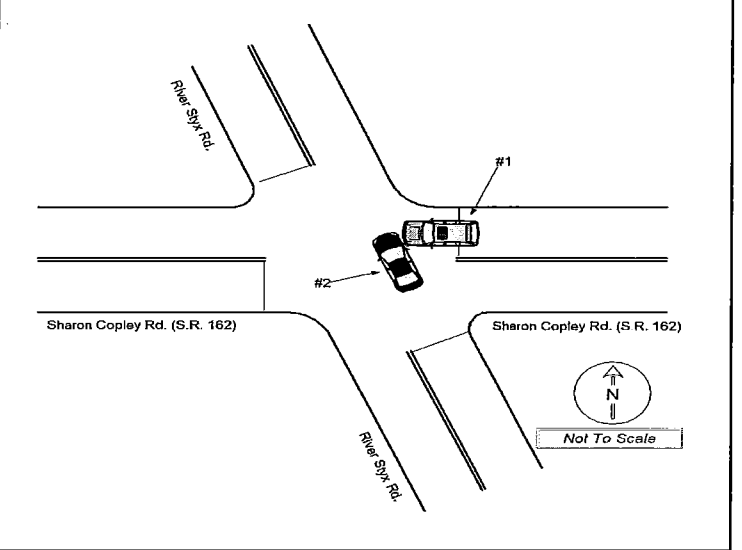 River Styx Rd.
#1
#2
Sharon Copley Rd. (S.R. 162)
Sharon Copley Rd. (S.R. 162)
N
Not To Scale
River Styx Rd.